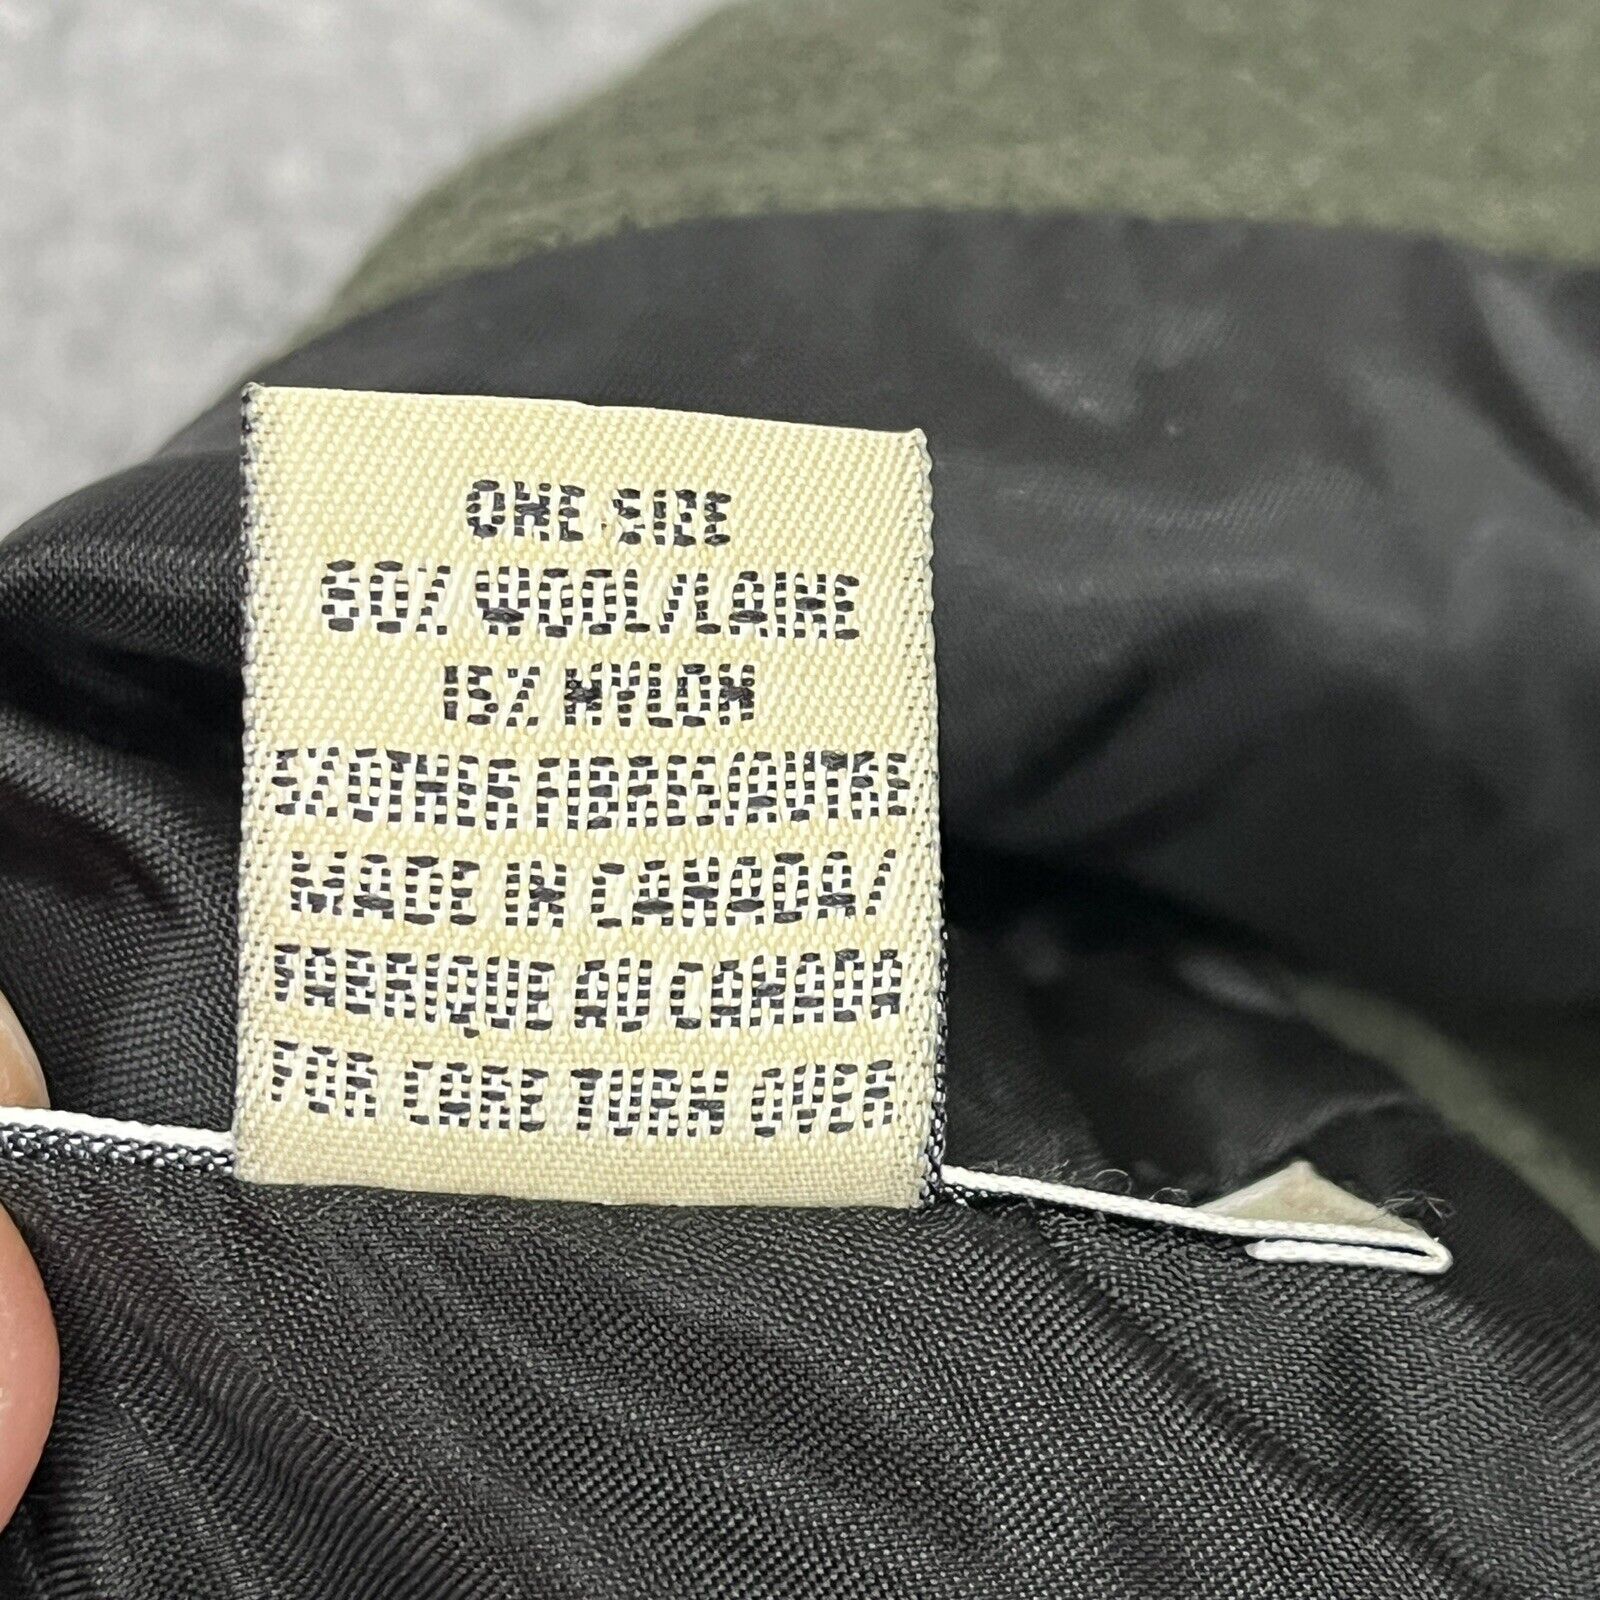 ONE SIZE
80% WOOL/LAINE
15% NYLON
5% OTHER FIBRES/AUTRE
MADE IN CANADA/
FABRIQUE AU CANADA
FOR CARE TURN OVER